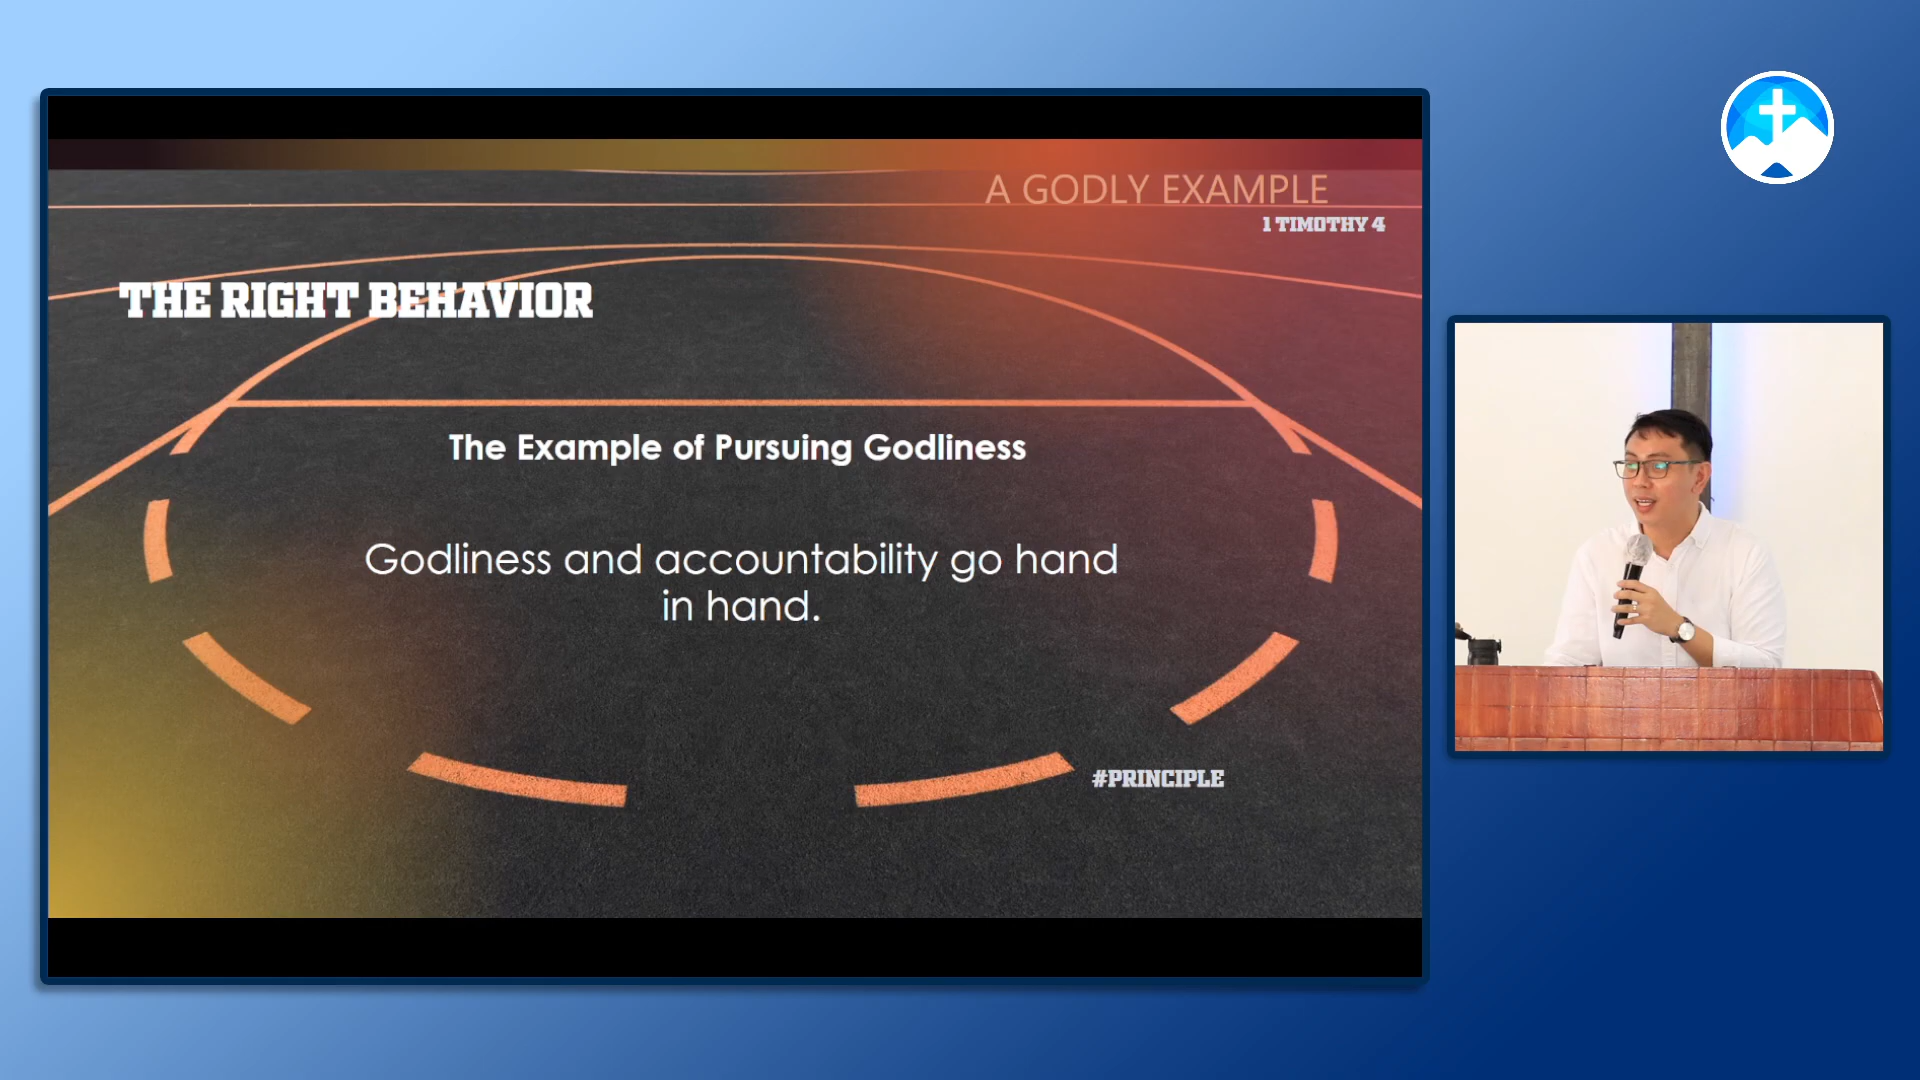 A GODLY EXAMPLE
1 TIMOTHY 4
THE RIGHT BEHAVIOR
The Example of Pursuing Godliness
Godliness and accountability go hand
in hand.
#PRINCIPLE